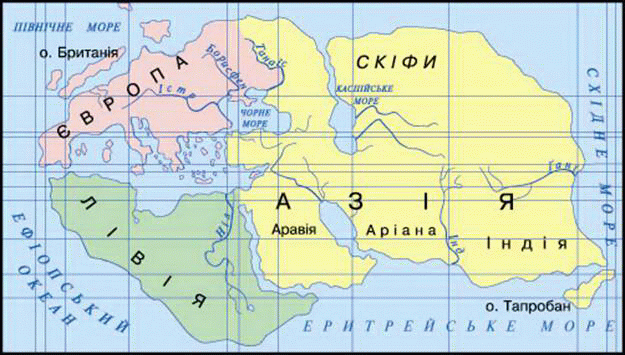 ПІВНІЧНЕ МОРЕ
о. Британія
ЄВРОПА
Істр
Борисфен
Танаїс
СКІФИ
КАСПІЙСЬКЕ
МОРЕ
ЧОРНЕ
МОРЕ
СХІДНЕ МОРЕ
Ганг
ЛІВІЯ
Ніл
АЗІЯ
Аравія
Аріана
Інд
Індія
ЕФІОПСЬКИЙ
ОКЕАН
о. Тапробан
ЕРИТРЕЙСЬКЕ МОРЕ